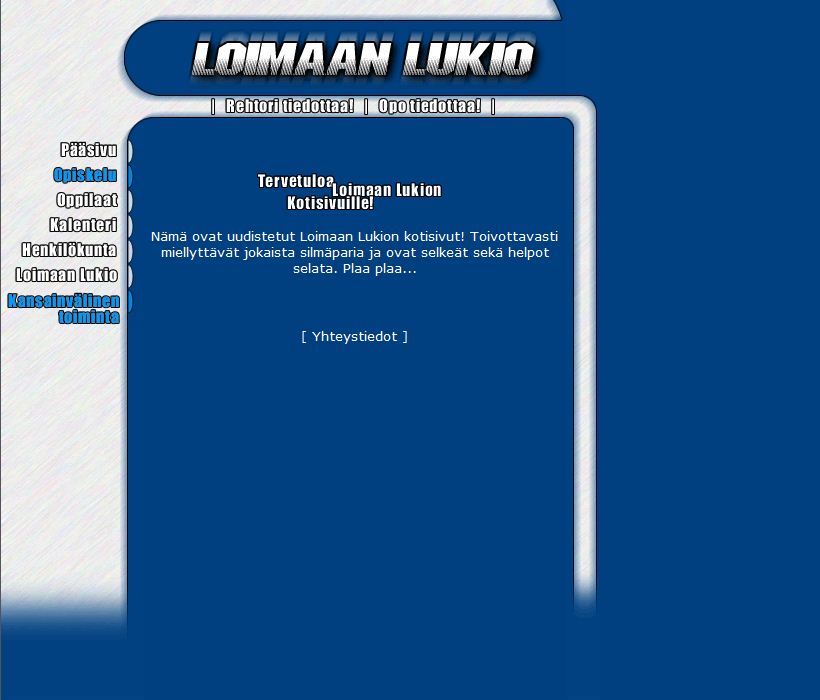 LOIMAAN LUKIO
| Rehtori tiedottaa! | Opo tiedottaa! |
Pääsivu
Opiskelu
Oppilaat
Kalenteri
Henkilökunta
Loimaan Lukio
Kansainvälinen
toiminta
Tervetuloa
Loimaan Lukion
Kotisivuille!
Nämä ovat uudistetut Loimaan Lukion kotisivut! Toivottavasti
miellyttävät jokaista silmäparia ja ovat selkeät sekä helpot
selata. Plaa plaa...
[ Yhteystiedot ]